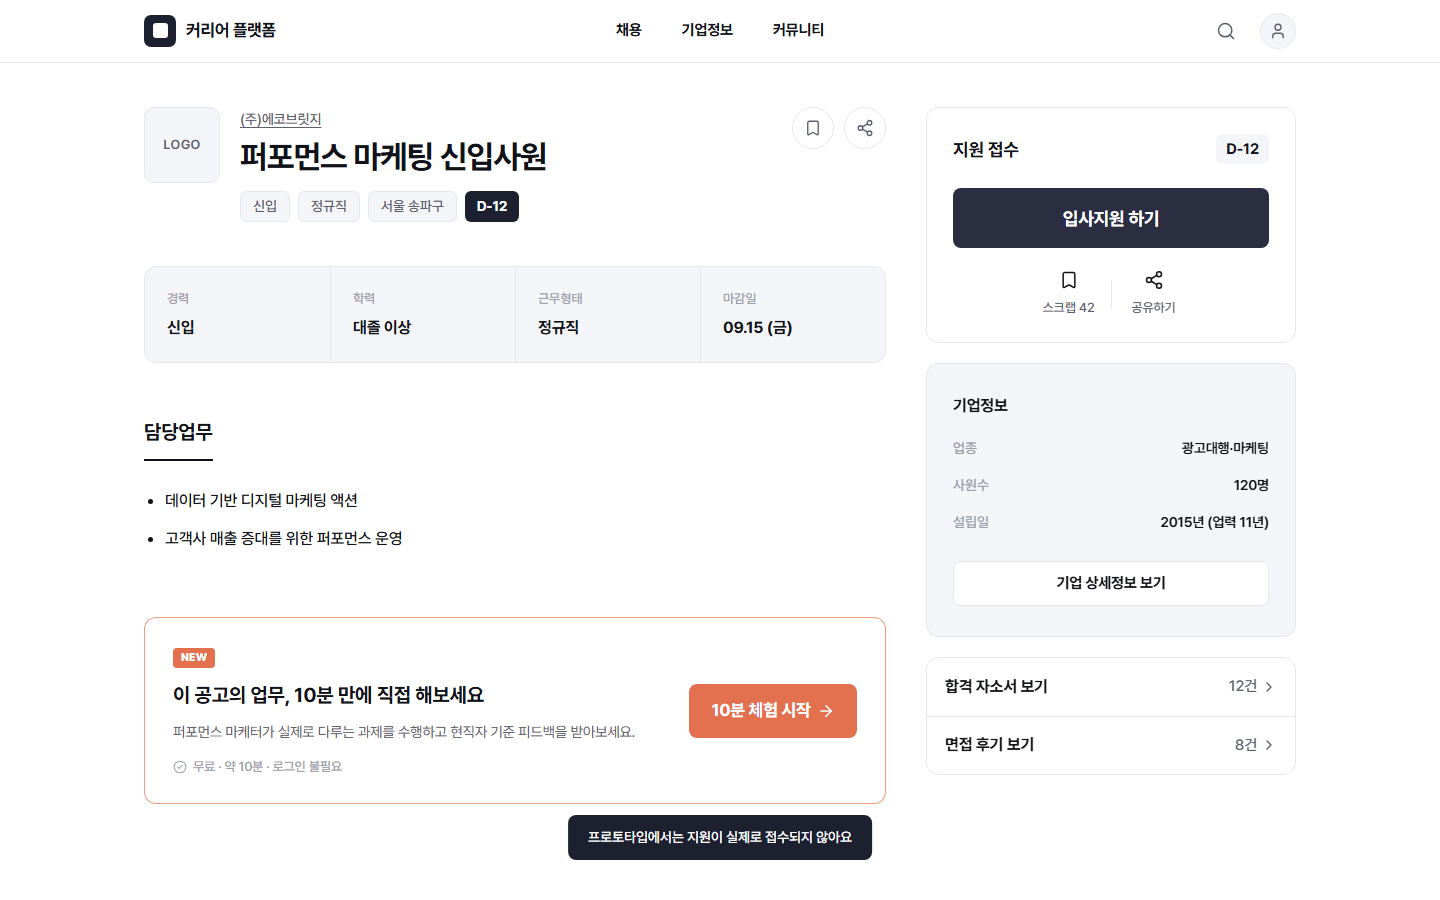 커리어 플랫폼
채용
기업정보
커뮤니티
LOGO
(주)에코브릿지
퍼포먼스 마케팅 신입사원
신입
정규직
서울 송파구
D-12
경력
신입
학력
대졸 이상
근무형태
정규직
마감일
09.15 (금)
담당업무
• 데이터 기반 디지털 마케팅 액션
• 고객사 매출 증대를 위한 퍼포먼스 운영
NEW
이 공고의 업무, 10분 만에 직접 해보세요
퍼포먼스 마케터가 실제로 다루는 과제를 수행하고 현직자 기준 피드백을 받아보세요.
무료 · 약 10분 · 로그인 불필요
10분 체험 시작 →
지원 접수
D-12
입사지원 하기
스크랩 42
공유하기
기업정보
업종 광고대행·마케팅
사원수 120명
설립일 2015년 (업력 11년)
기업 상세정보 보기
합격 자소서 보기 12건
면접 후기 보기 8건
프로토타입에서는 지원이 실제로 접수되지 않아요